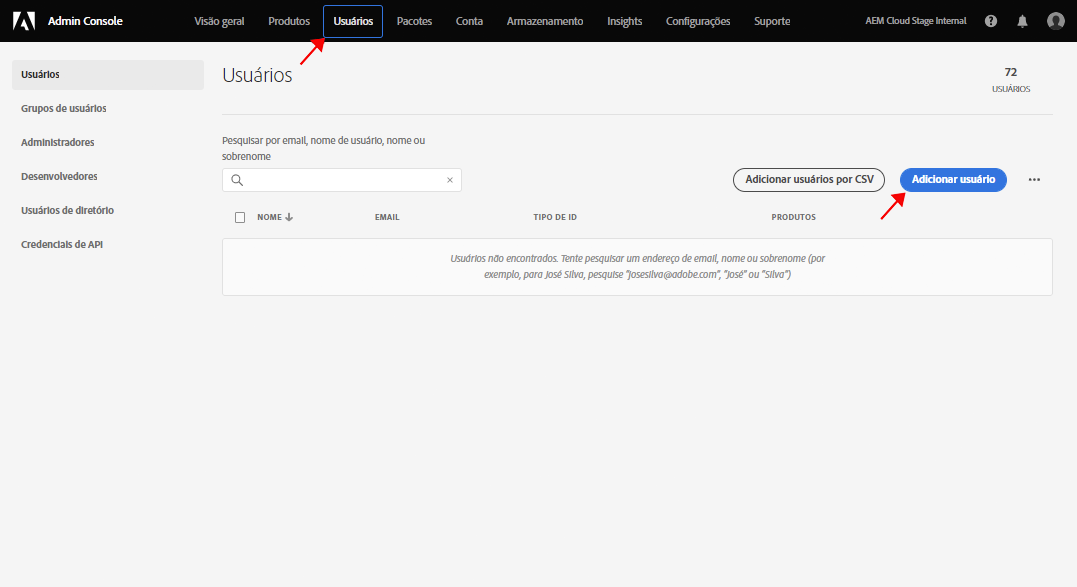 Admin Console
Visão geral
Produtos
Usuários
Pacotes
Conta
Armazenamento
Insights
Configurações
Suporte
AEM Cloud Stage Internal
Usuários
Grupos de usuários
Administradores
Desenvolvedores
Usuários de diretório
Credenciais de API
Usuários
72
USUÁRIOS
Pesquisar por email, nome de usuário, nome ou
sobrenome
Adicionar usuários por CSV
Adicionar usuário
NOME
EMAIL
TIPO DE ID
PRODUTOS
Usuários não encontrados. Tente pesquisar um endereço de email, nome ou sobrenome (por
exemplo, para José Silva, pesquise "josesilva@adobe.com", "José" ou "Silva")